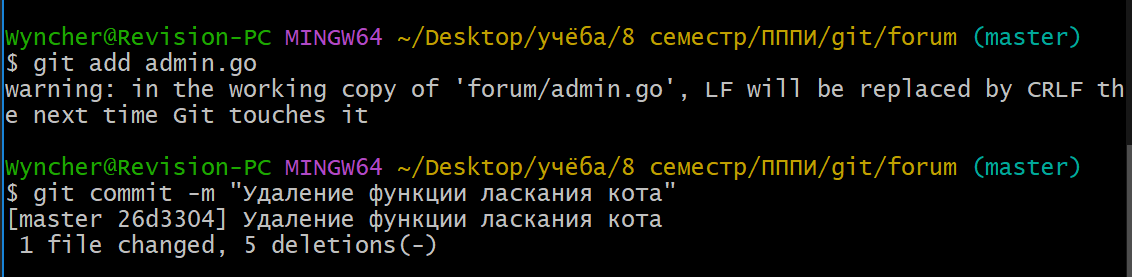 Wyncher@Revision-PC MINGW64 ~/Desktop/учёба/8 семестр/ПППИ/git/forum (master)
$ git add admin.go
warning: in the working copy of 'forum/admin.go', LF will be replaced by CRLF th
e next time Git touches it
Wyncher@Revision-PC MINGW64 ~/Desktop/учёба/8 семестр/ПППИ/git/forum (master)
$ git commit -m "Удаление функции ласкания кота"
[master 26d3304] Удаление функции ласкания кота
 1 file changed, 5 deletions(-)